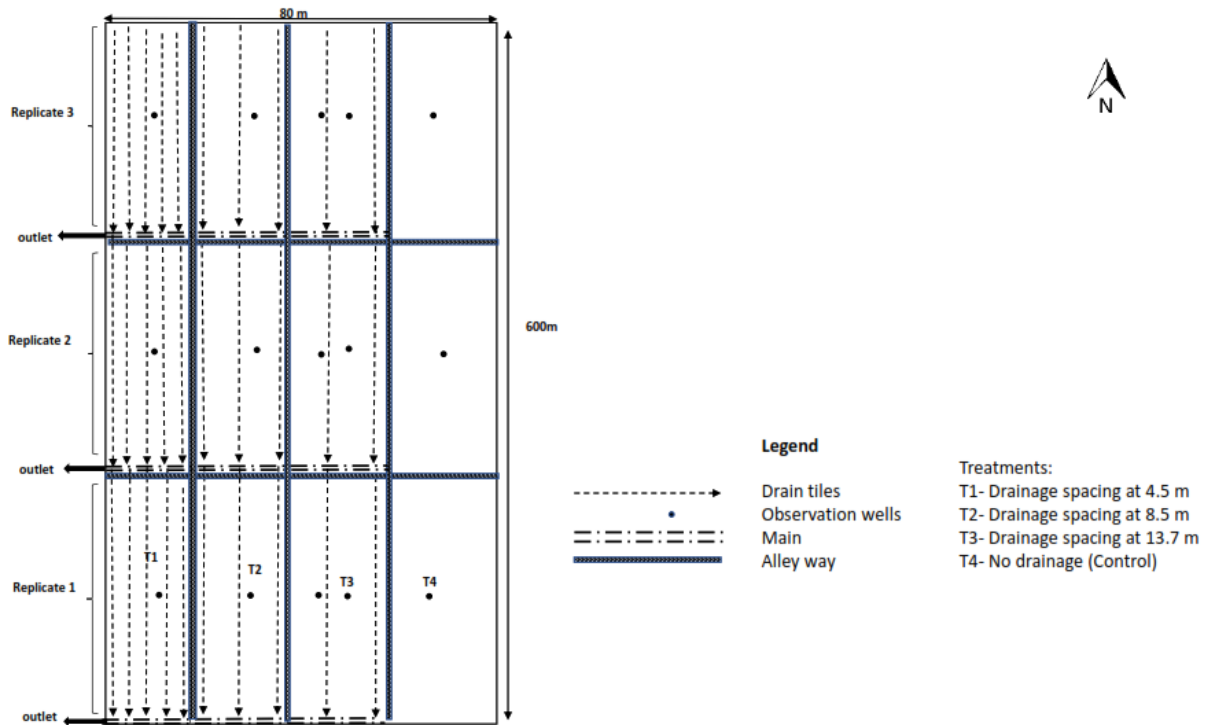 80 m
Replicate 3
N
outlet
600m
Replicate 2
outlet
Legend
Treatments:
Drain tiles
T1- Drainage spacing at 4.5 m
Observation wells
T2- Drainage spacing at 8.5 m
Main
T3- Drainage spacing at 13.7 m
Alley way
T4- No drainage (Control)
T1
T2
T3
T4
Replicate 1
outlet